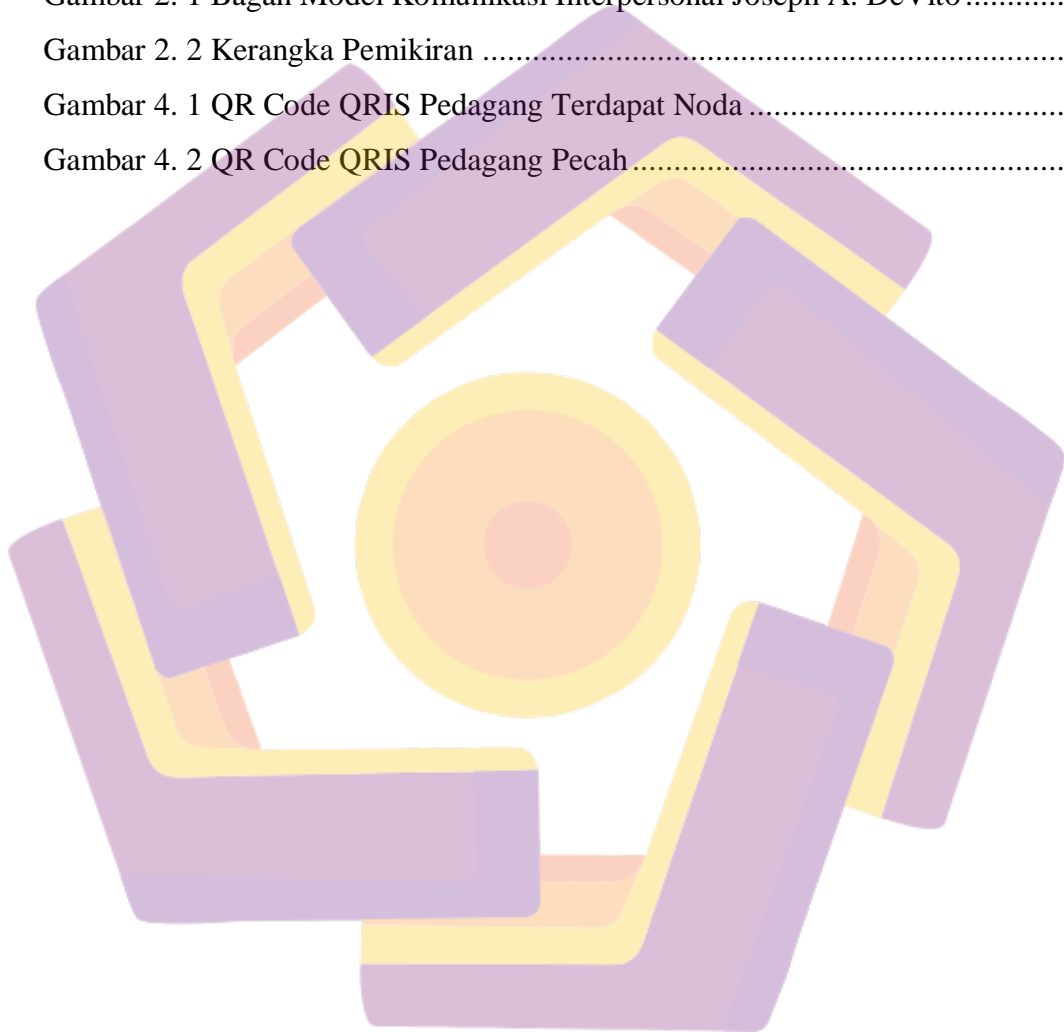 Gambar 2. 1 Bagan Model Komunikasi Interpersonal Joseph A. DeVito............
Gambar 2. 2 Kerangka Pemikiran ......................................................................
Gambar 4. 1 QR Code QRIS Pedagang Terdapat Noda ......................................
Gambar 4. 2 QR Code QRIS Pedagang Pecah ....................................................